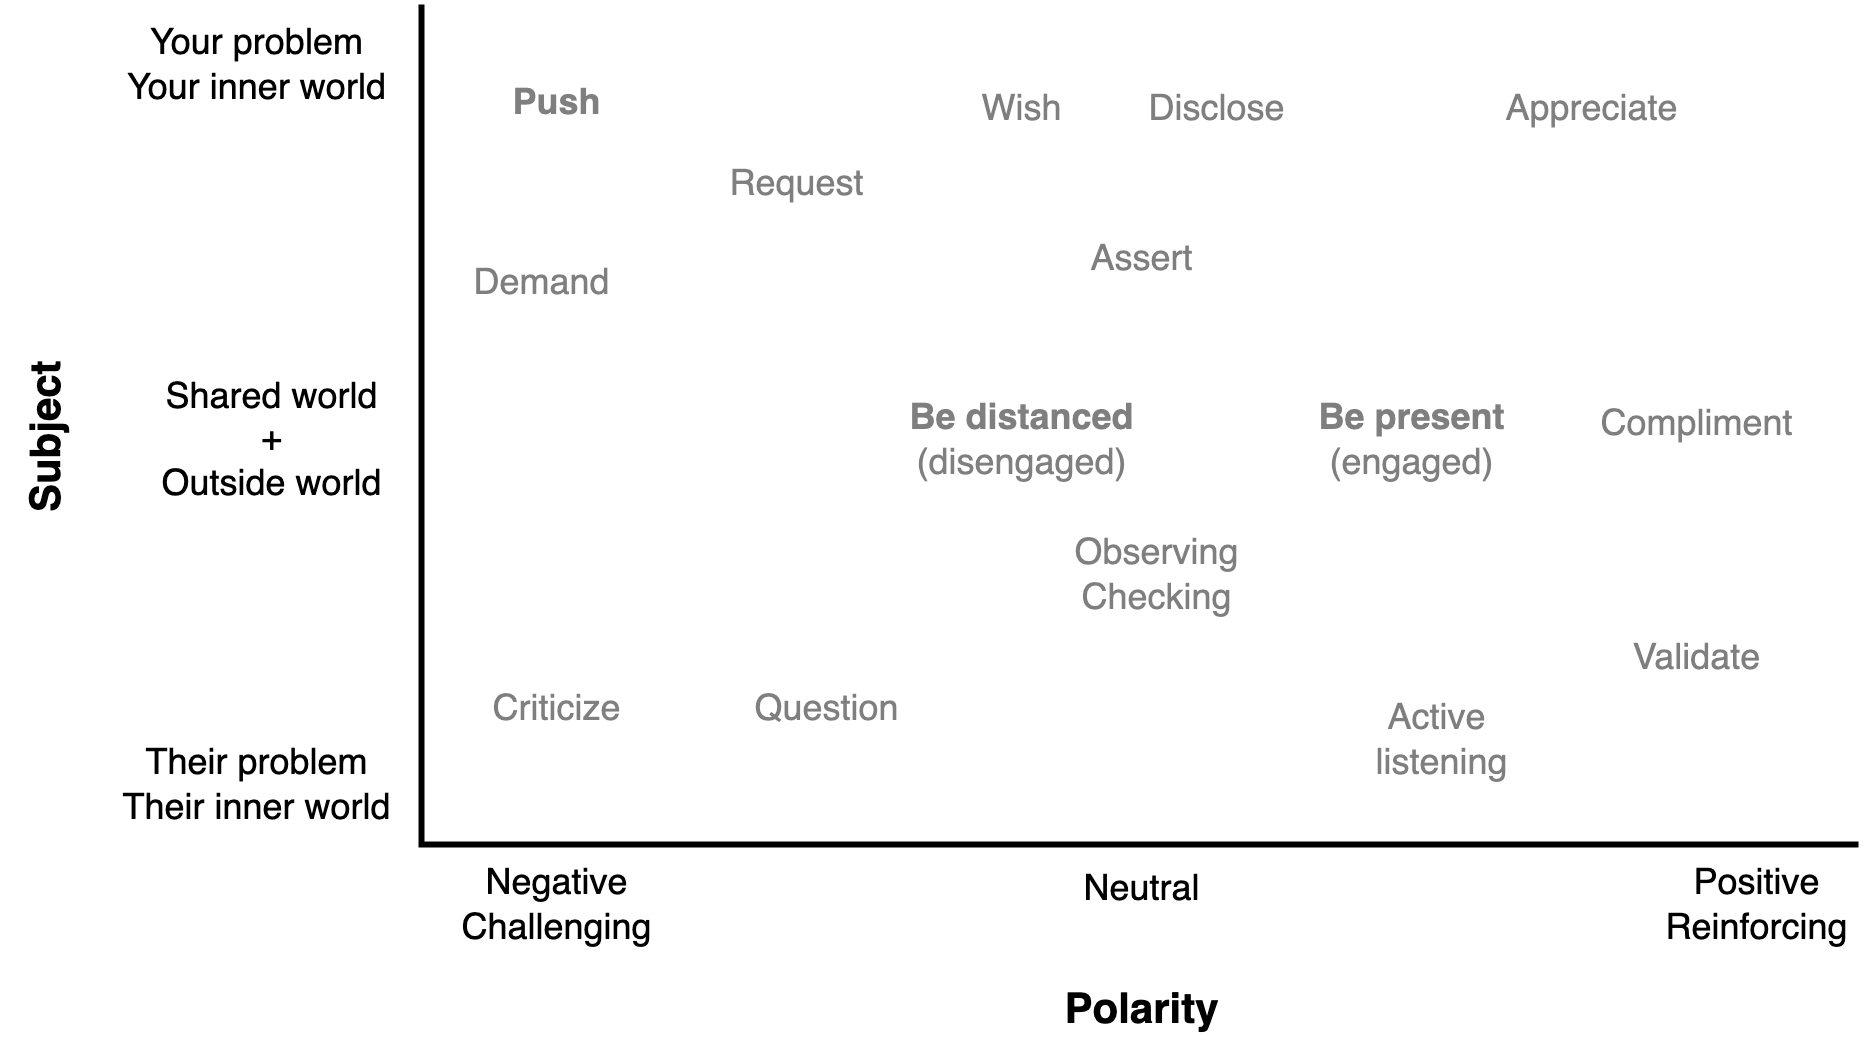 Your problem
Your inner world
Push
Wish
Disclose
Appreciate
Request
Assert
Demand
Subject
Shared world
+
Outside world
Be distanced
(disengaged)
Be present
(engaged)
Compliment
Observing
Checking
Validate
Criticize
Question
Active
listening
Their problem
Their inner world
Negative
Challenging
Neutral
Positive
Reinforcing
Polarity